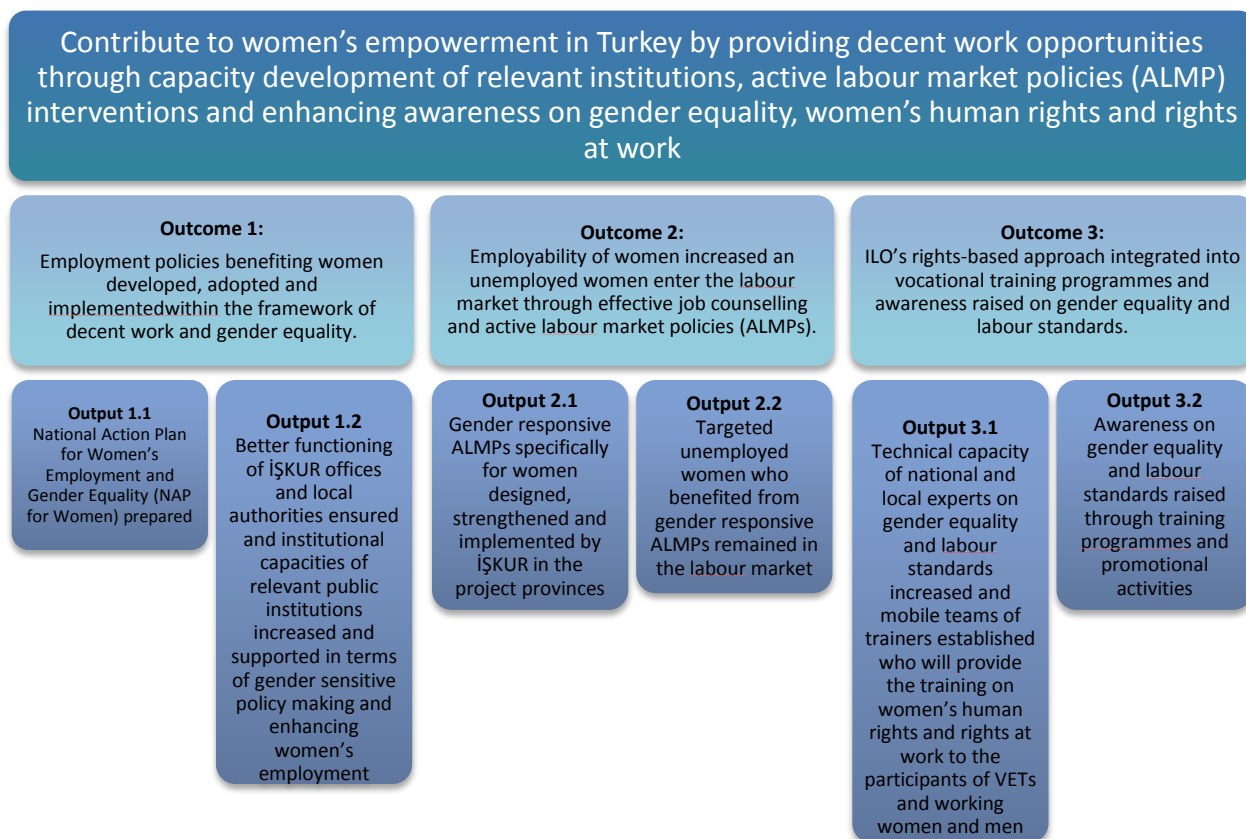 Contribute to women’s empowerment in Turkey by providing decent work opportunities
through capacity development of relevant institutions, active labour market policies (ALMP)
interventions and enhancing awareness on gender equality, women’s human rights and rights
at work
Outcome 1:
Employment policies benefiting women
developed, adopted and
implementedwithin the framework of
decent work and gender equality.
Outcome 2:
Employability of women increased an
unemployed women enter the labour
market through effective job counselling
and active labour market policies (ALMPs).
Outcome 3:
ILO’s rights-based approach integrated into
vocational training programmes and
awareness raised on gender equality and
labour standards.
Output 1.1
National Action Plan
for Women’s
Employment and
Gender Equality (NAP
for Women) prepared
Output 1.2
Better functioning
of İŞKUR offices
and local
authorities ensured
and institutional
capacities of
relevant public
institutions
increased and
supported in terms
of gender sensitive
policy making and
enhancing
women’s
employment
Output 2.1
Gender responsive
ALMPs specifically
for women
designed,
strengthened and
implemented by
İŞKUR in the
project provinces
Output 2.2
Targeted
unemployed
women who
benefited from
gender responsive
ALMPs remained in
the labour market
Output 3.1
Technical capacity
of national and
local experts on
gender equality
and labour
standards
increased and
mobile teams of
trainers established
who will provide
the training on
women’s human
rights and rights at
work to the
participants of VETs
and working
women and men
Output 3.2
Awareness on
gender equality
and labour
standards raised
through training
programmes and
promotional
activities